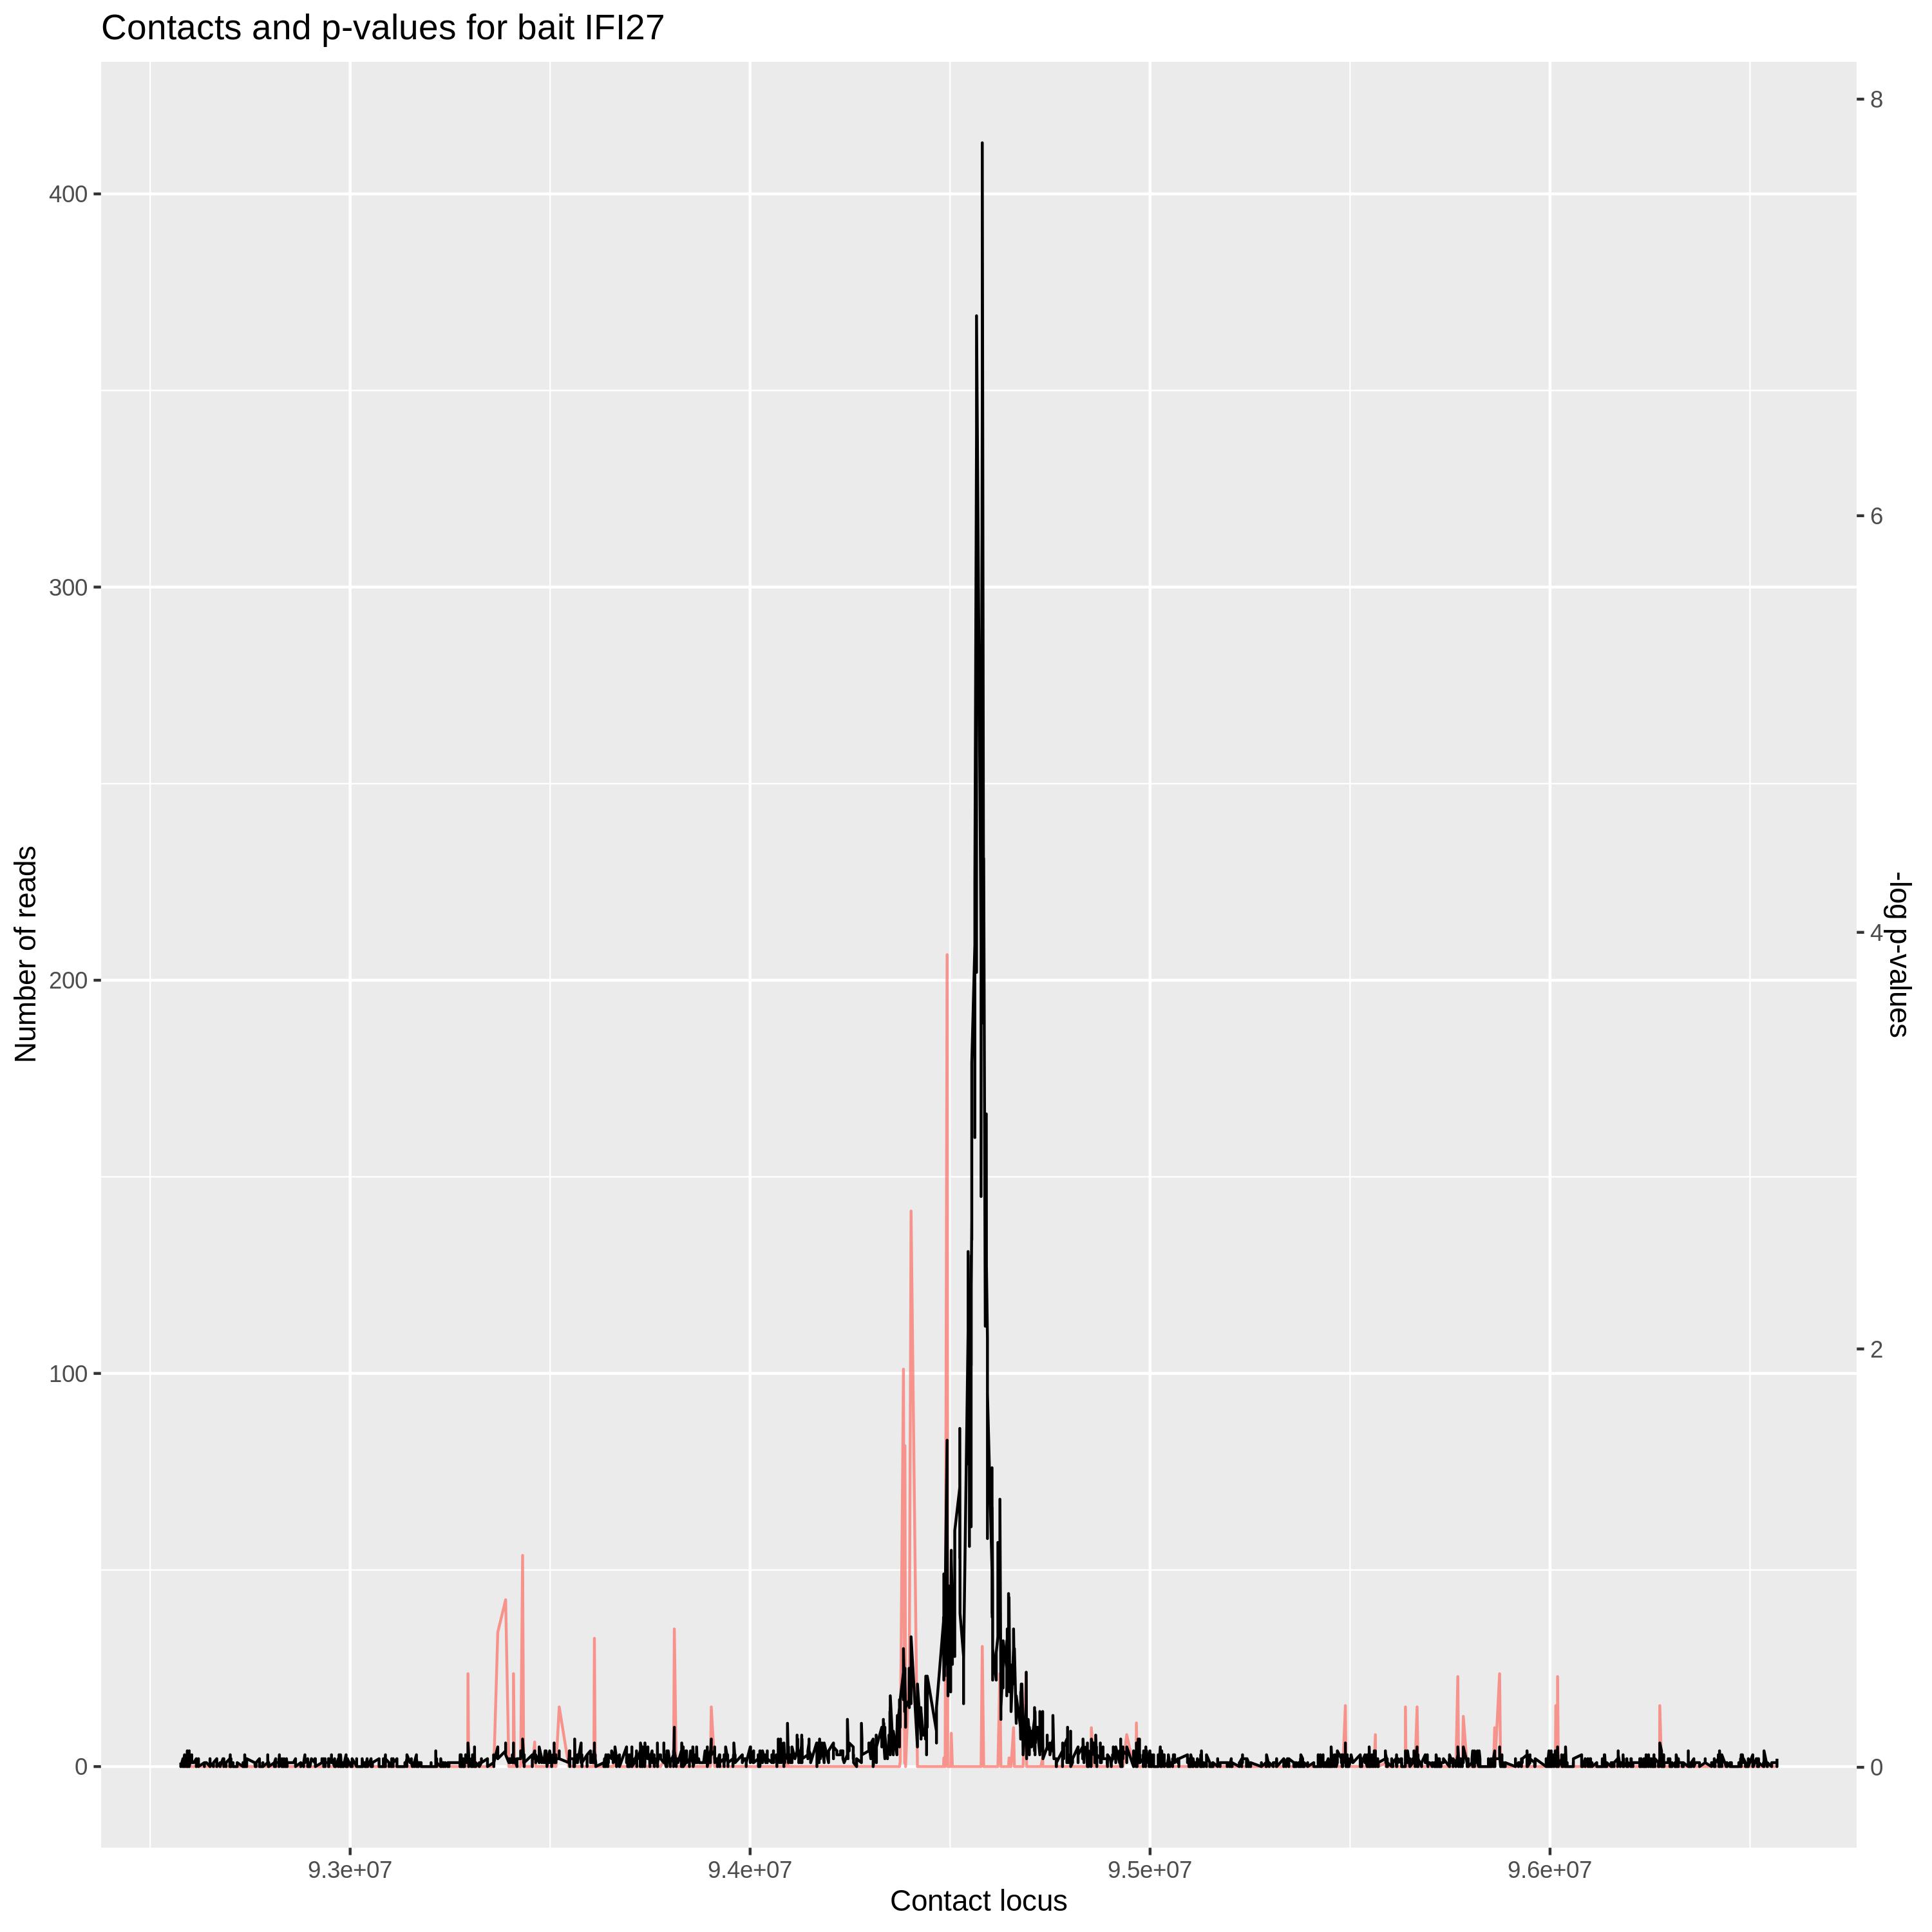 Contacts and p-values for bait IFI27
Number of reads
400
300
200
100
0
8
6
4
2
0
-log p-values
9.3e+07
9.4e+07
9.5e+07
9.6e+07
Contact locus